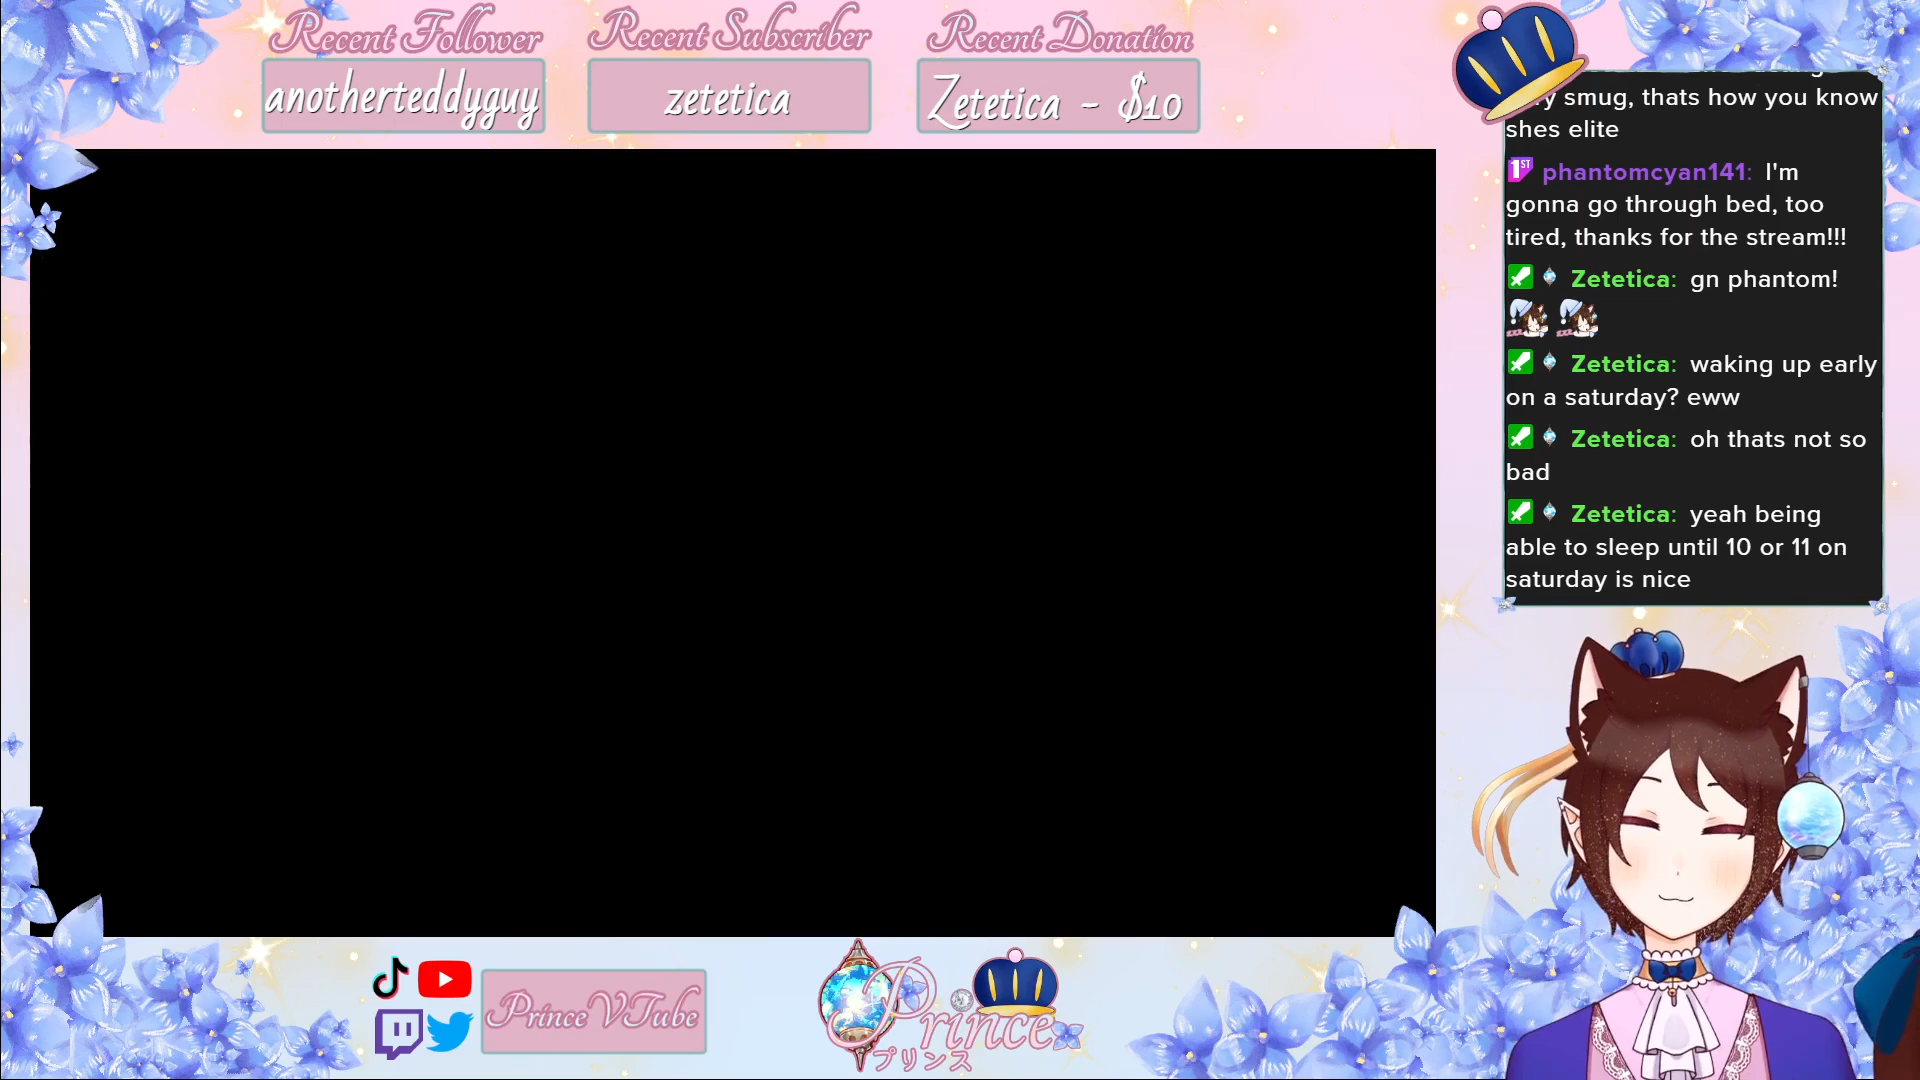 Recent Follower
anotherteddyguy
Recent Subscriber
zetetica
Recent Donation
Zetetica - $10
smug, thats how you know
shes elite
1ST phantomcyan141: I'm
gonna go through bed, too
tired, thanks for the stream!!!
Zetetica: gn phantom!
Zetetica: waking up early
on a saturday? eww
Zetetica: oh thats not so
bad
Zetetica: yeah being
able to sleep until 10 or 11 on
saturday is nice
Prince VTube
Prince
プリンス